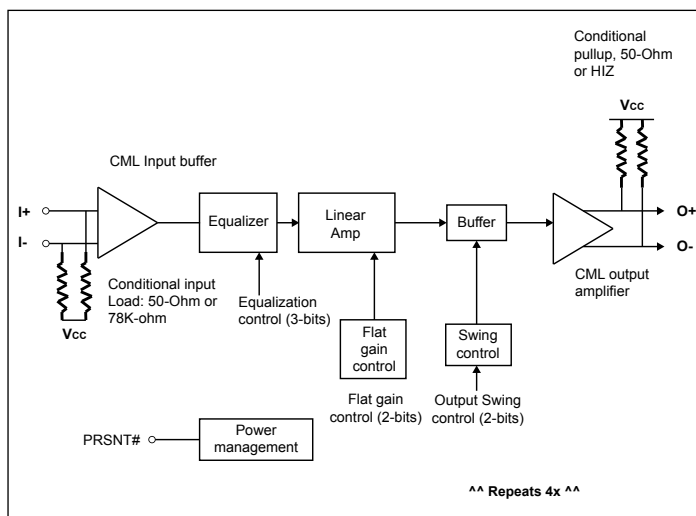 Conditional
pullup, 50-Ohm
or HIZ
Vcc
CML Input buffer
I+
I-
Equalizer
Linear
Amp
Buffer
O+
O-
CML output
amplifier
Conditional input
Load: 50-Ohm or
78K-ohm
Vcc
Equalization
control (3-bits)
Flat
gain
control
Swing
control
Flat gain
control (2-bits)
Output Swing
control (2-bits)
PRSNT#
Power
management
^^ Repeats 4x ^^